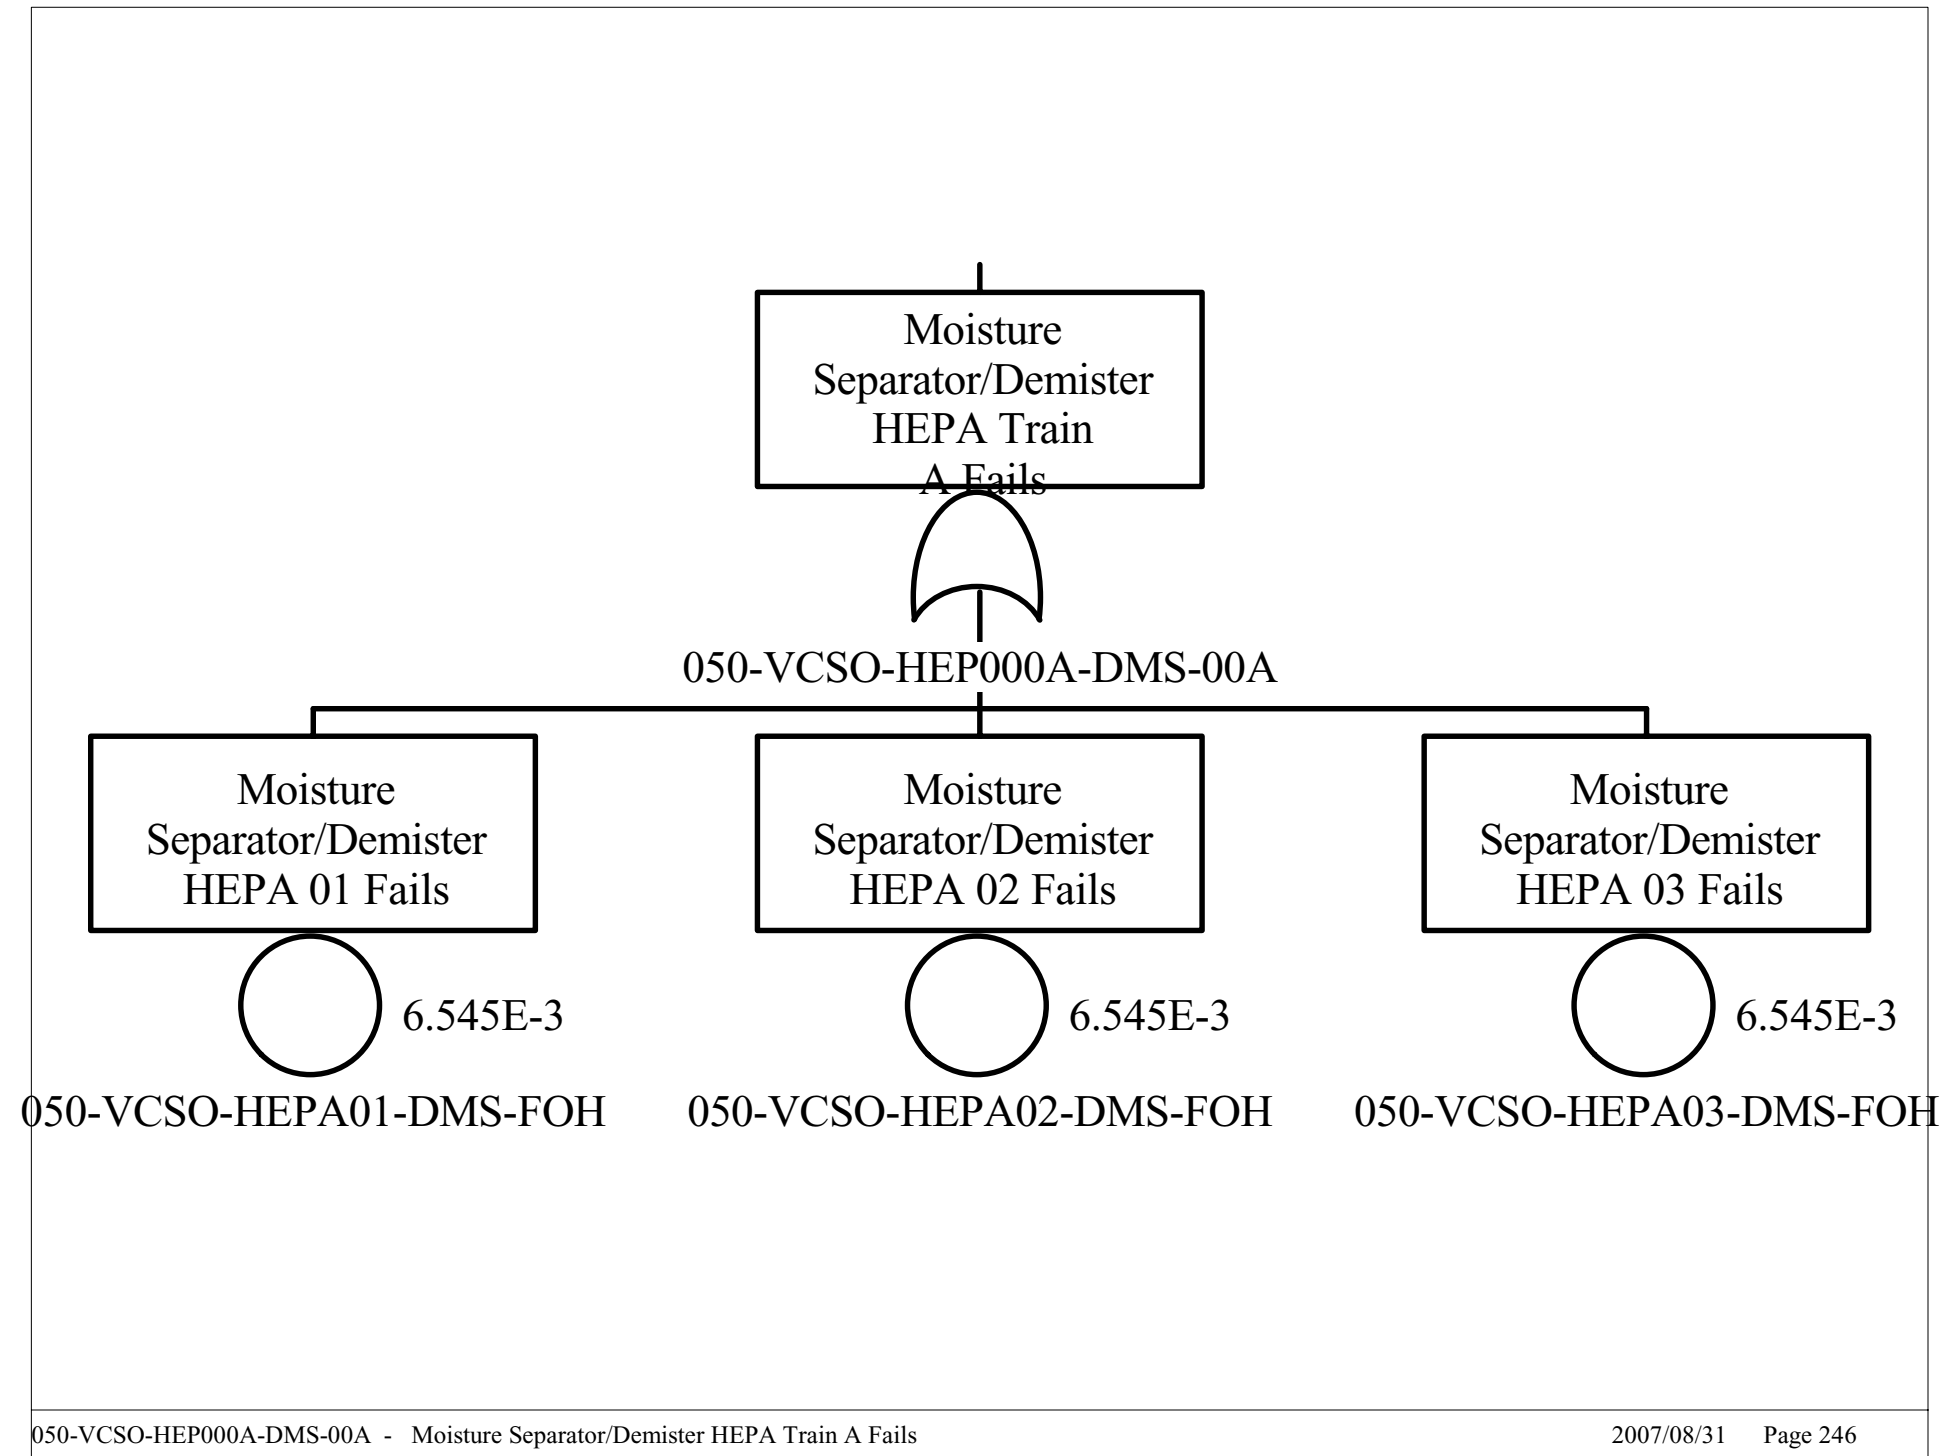 Moisture
Separator/Demister
HEPA Train
A Fails
050-VCSO-HEP000A-DMS-00A
Moisture
Separator/Demister
HEPA 01 Fails
6.545E-3
050-VCSO-HEPA01-DMS-FOH
Moisture
Separator/Demister
HEPA 02 Fails
6.545E-3
050-VCSO-HEPA02-DMS-FOH
Moisture
Separator/Demister
HEPA 03 Fails
6.545E-3
050-VCSO-HEPA03-DMS-FOH
050-VCSO-HEP000A-DMS-00A - Moisture Separator/Demister HEPA Train A Fails 2007/08/31 Page 246